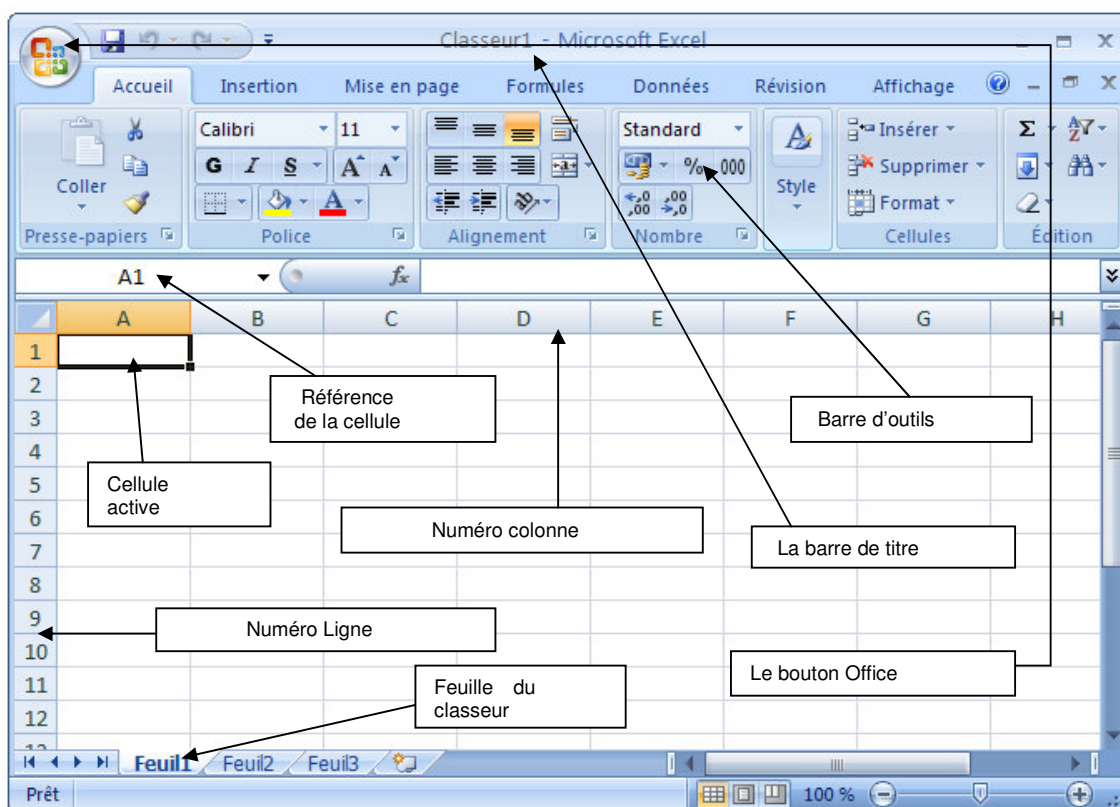 Classeur1 - Microsoft Excel
Accueil Insertion Mise en page Formules Données Révision Affichage
Calibri 11 Standard Insérer Σ
G I S A A % 000 Supprimer
Coller Style Format
Presse-papiers Police Alignement Nombre Cellules Édition
A1 fx
A B C D E F G H
1
2
3
4
5
6
7
8
9
10
11
12
13
Référence
de la cellule
Barre d'outils
Cellule
active
Numéro colonne
La barre de titre
Numéro Ligne
Le bouton Office
Feuille du
classeur
Feuil1 Feuil2 Feuil3
Prêt 100 %